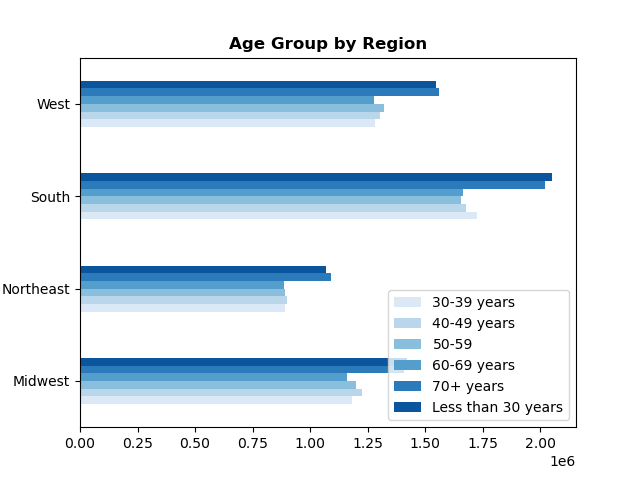 Age Group by Region
West
South
Northeast
Midwest
30-39 years
40-49 years
50-59
60-69 years
70+ years
Less than 30 years
0.00 0.25 0.50 0.75 1.00 1.25 1.50 1.75 2.00
1e6